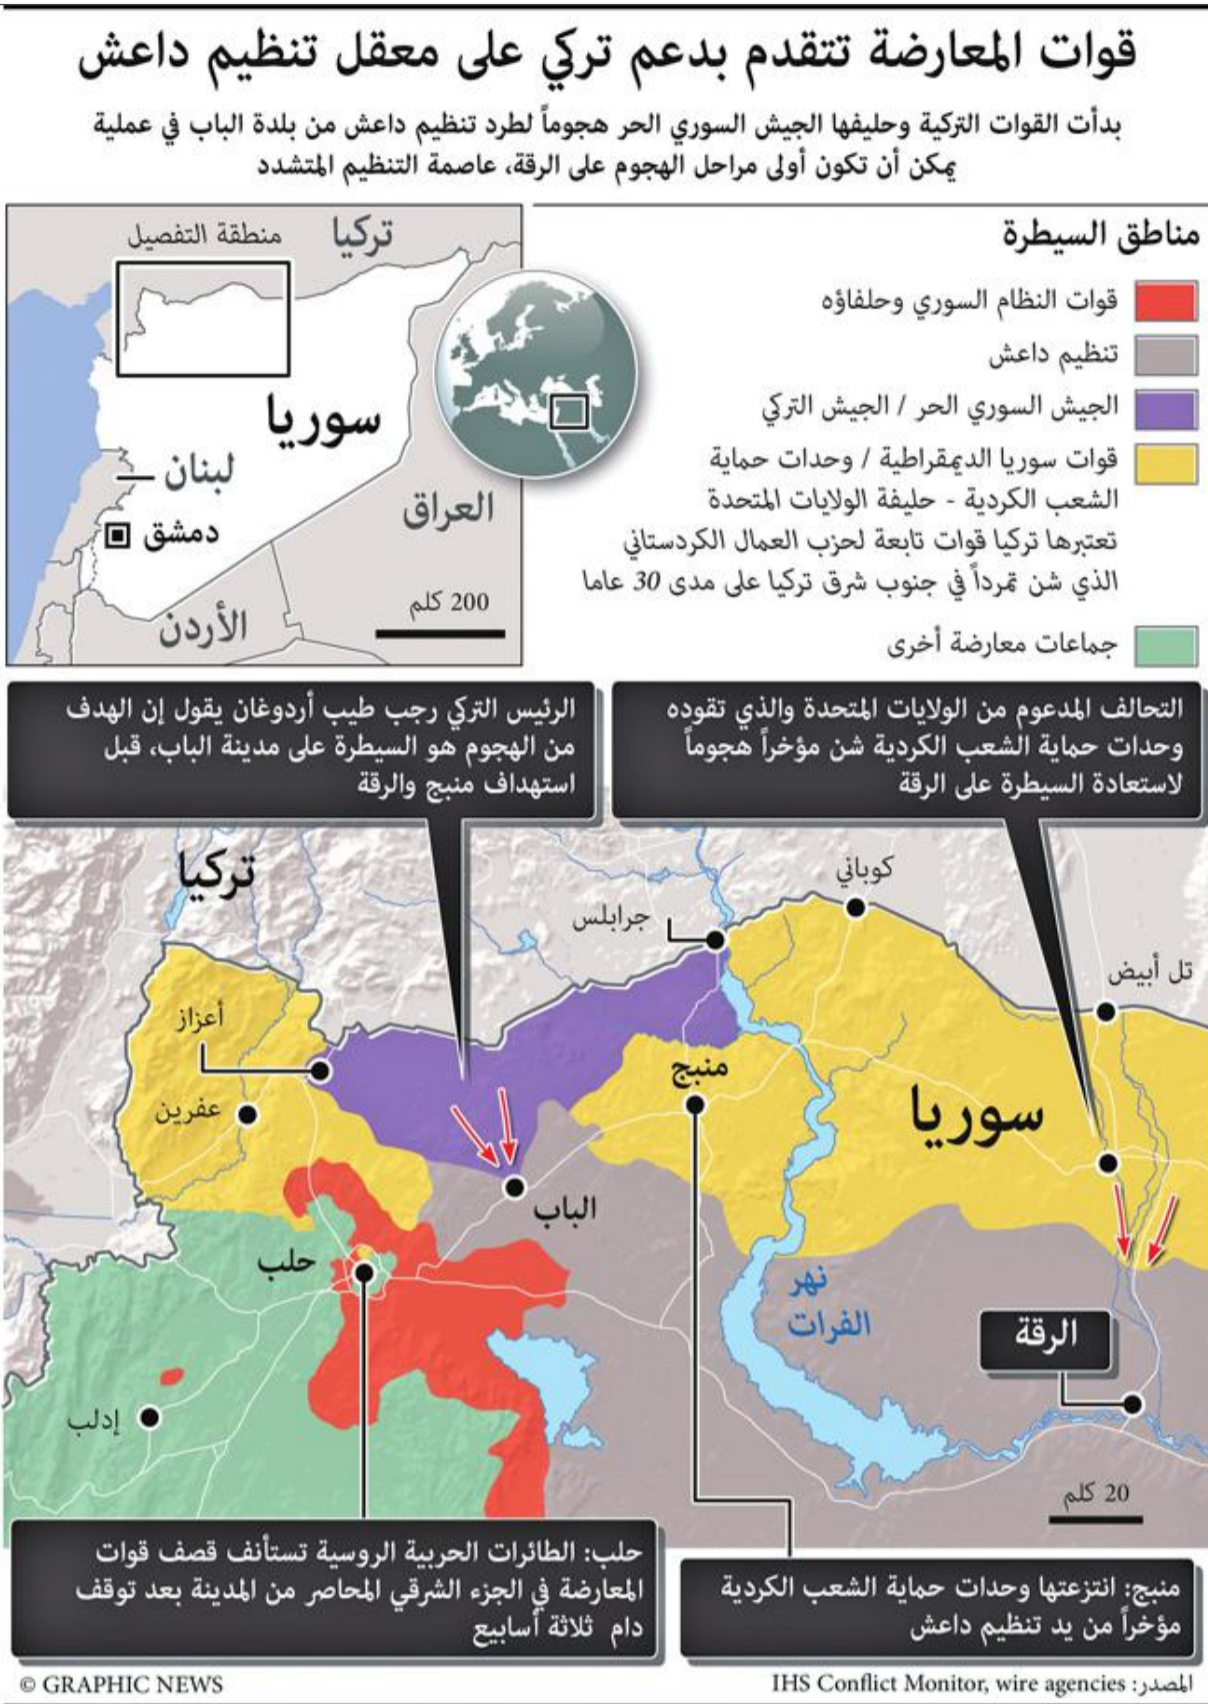 قوات المعارضة تتقدم بدعم تركي على معقل تنظيم داعش
بدأت القوات التركية وحليفها الجيش السوري الحر هجوماً لطرد تنظيم داعش من بلدة الباب في عملية
يمكن أن تكون أولى مراحل الهجوم على الرقة، عاصمة التنظيم المتشدد
مناطق السيطرة
قوات النظام السوري وحلفاؤه
تنظيم داعش
الجيش السوري الحر / الجيش التركي
قوات سوريا الديمقراطية / وحدات حماية
الشعب الكردية - حليفة الولايات المتحدة
تعتبرها تركيا قوات تابعة لحزب العمال الكردستاني
الذي شن تمرداً في جنوب شرق تركيا على مدى 30 عاما
جماعات معارضة أخرى
تركيا
منطقة التفصيل
سوريا
لبنان
دمشق
العراق
الأردن
200 كلم
التحالف المدعوم من الولايات المتحدة والذي تقوده
وحدات حماية الشعب الكردية شن مؤخراً هجوماً
لاستعادة السيطرة على الرقة
الرئيس التركي رجب طيب أردوغان يقول إن الهدف
من الهجوم هو السيطرة على مدينة الباب، قبل
استهداف منبج والرقة
تركيا
كوباني
جرابلس
تل أبيض
أعزاز
منبج
عفرين
سوريا
الباب
حلب
نهر
الفرات
الرقة
إدلب
20 كلم
حلب: الطائرات الحربية الروسية تستأنف قصف قوات
المعارضة في الجزء الشرقي المحاصر من المدينة بعد توقف
دام ثلاثة أسابيع
منبج: انتزعتها وحدات حماية الشعب الكردية
مؤخراً من يد تنظيم داعش
المصدر: IHS Conflict Monitor, wire agencies
© GRAPHIC NEWS